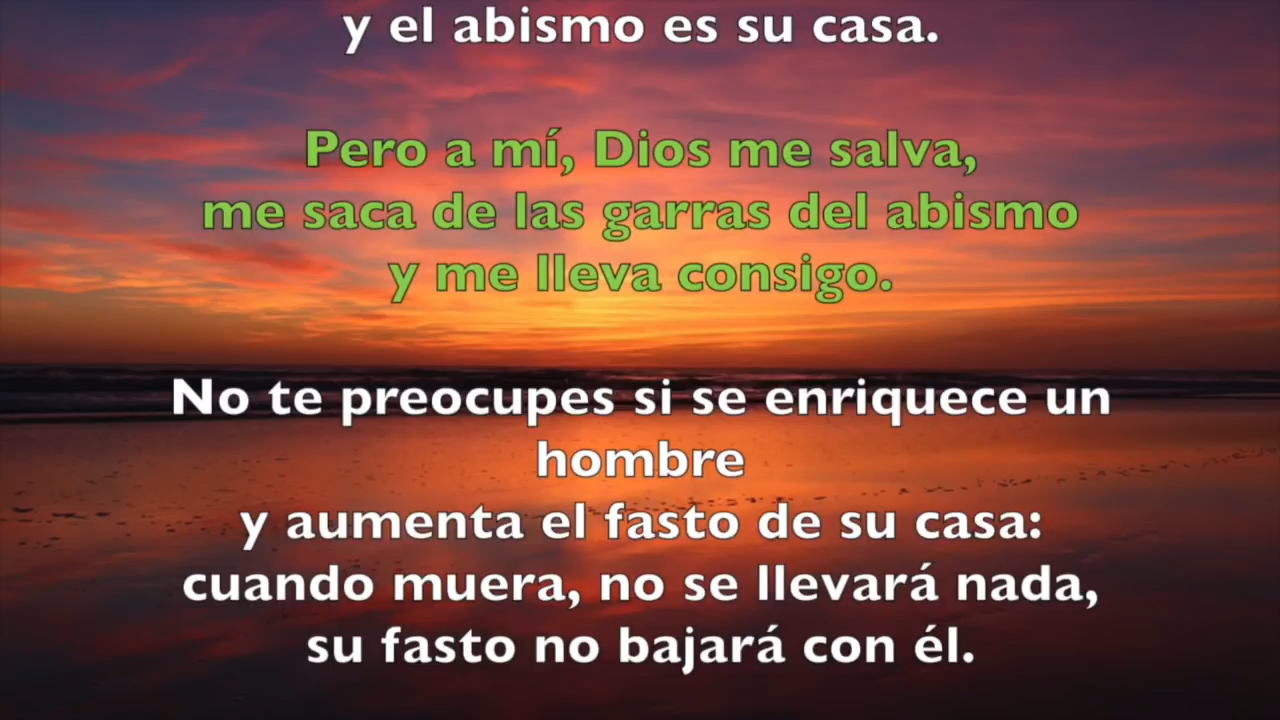 y el abismo es su casa.
Pero a mí, Dios me salva,
me saca de las garras del abismo
y me lleva consigo.
No te preocupes si se enriquece un
hombre
y aumenta el fasto de su casa:
cuando muera, no se llevará nada,
su fasto no bajará con él.